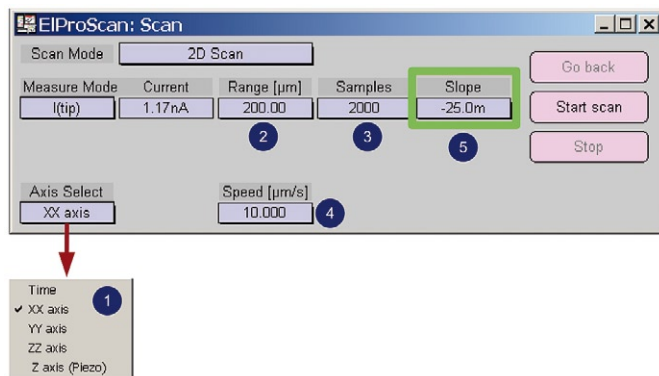 ElProScan: Scan
Scan Mode 2D Scan
Go back
Measure Mode Current Range [µm] Samples Slope
I(tip) 1.17nA 200.00 2000 -25.0m
Start scan
2 3 5
Stop
Axis Select Speed [µm/s]
XX axis 10.000 4
Time
1
✓ XX axis
YY axis
ZZ axis
Z axis (Piezo)